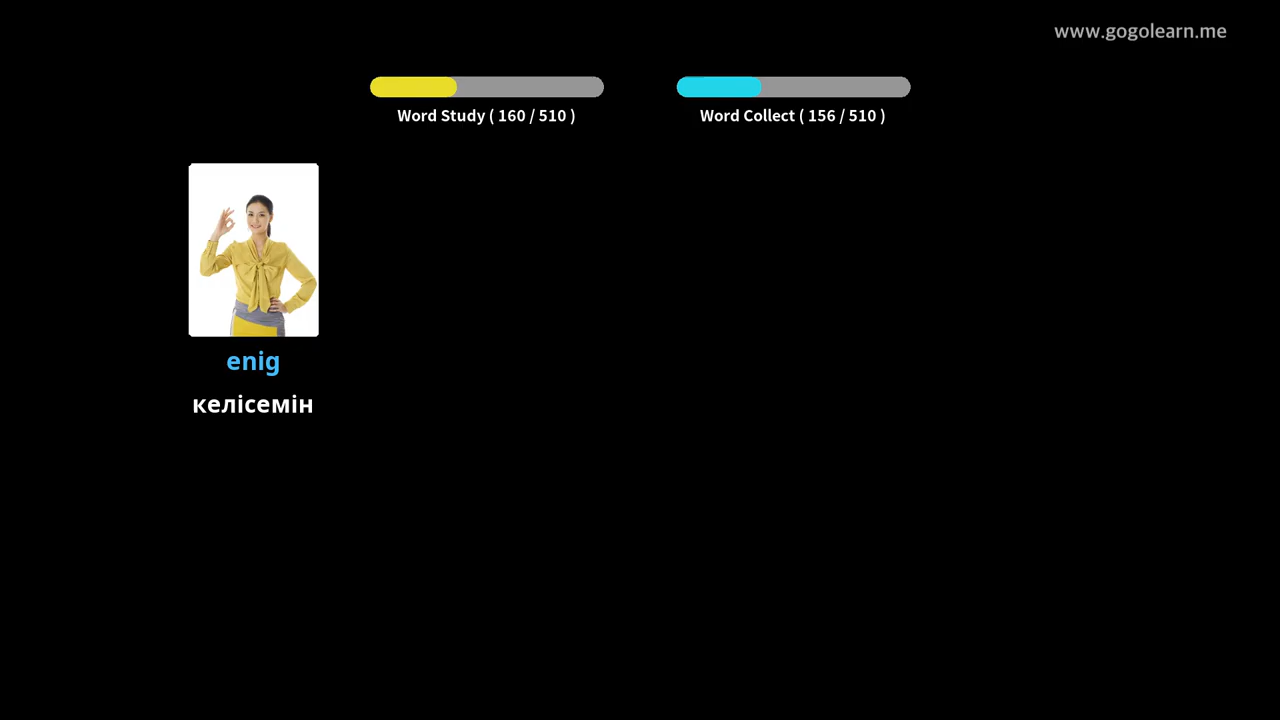 www.gogolearn.me
Word Study ( 160 / 510 )
Word Collect ( 156 / 510 )
enig
келісемін